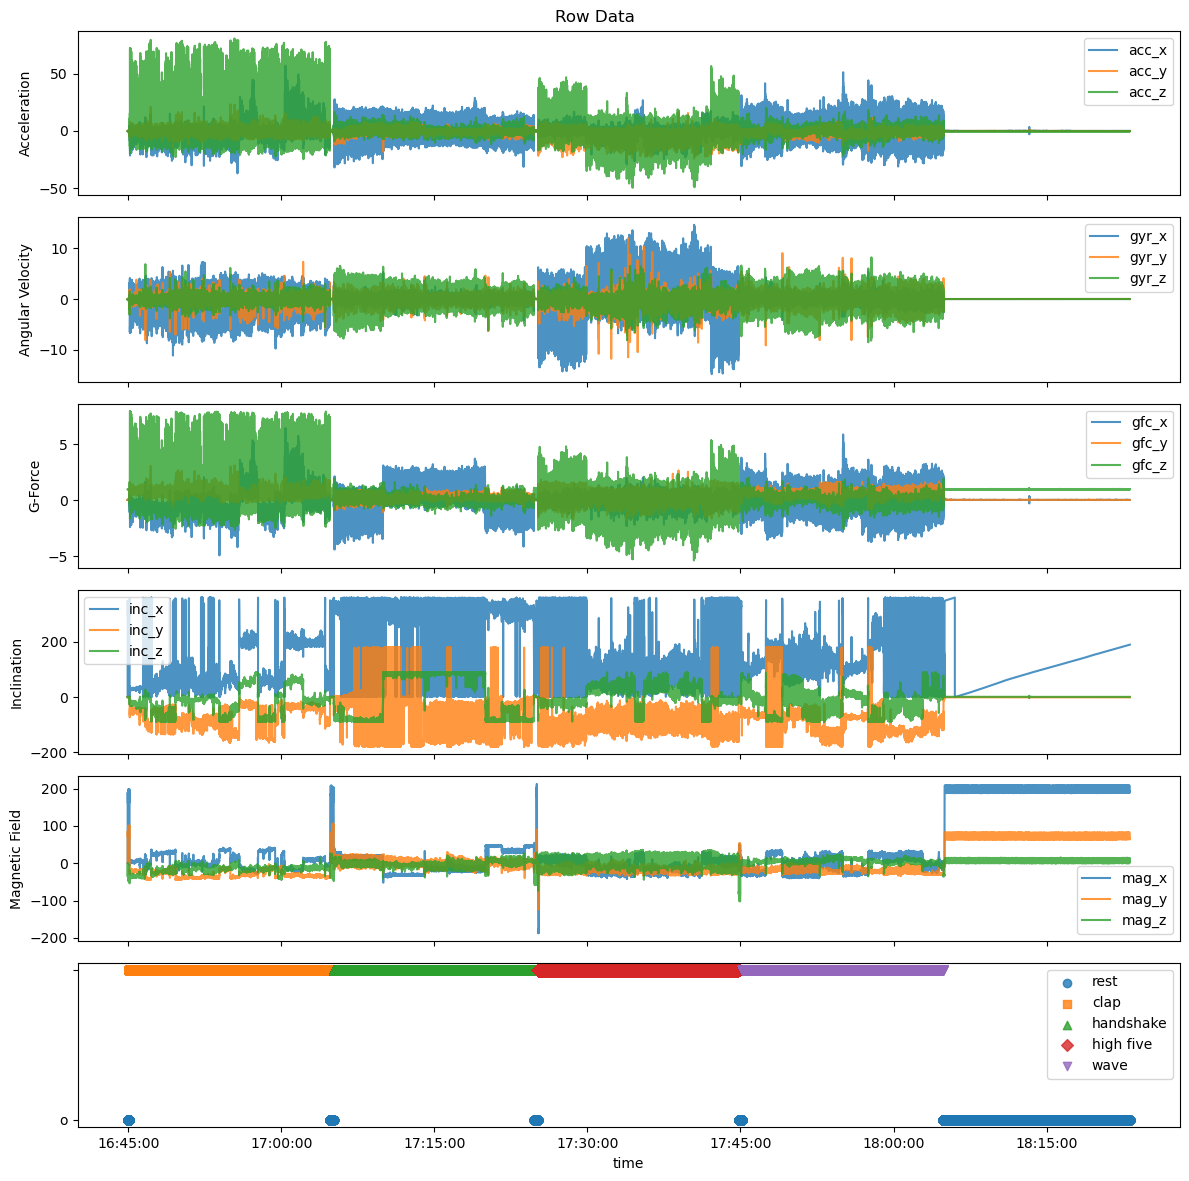 Row Data
Acceleration
50
0
−50
acc_x
acc_y
acc_z
Angular Velocity
10
0
−10
gyr_x
gyr_y
gyr_z
G-Force
5
0
−5
gfc_x
gfc_y
gfc_z
Inclination
200
0
−200
inc_x
inc_y
inc_z
Magnetic Field
200
100
0
−100
−200
mag_x
mag_y
mag_z
rest
clap
handshake
high five
wave
o
16:45:00 17:00:00 17:15:00 17:30:00 17:45:00 18:00:00 18:15:00
time